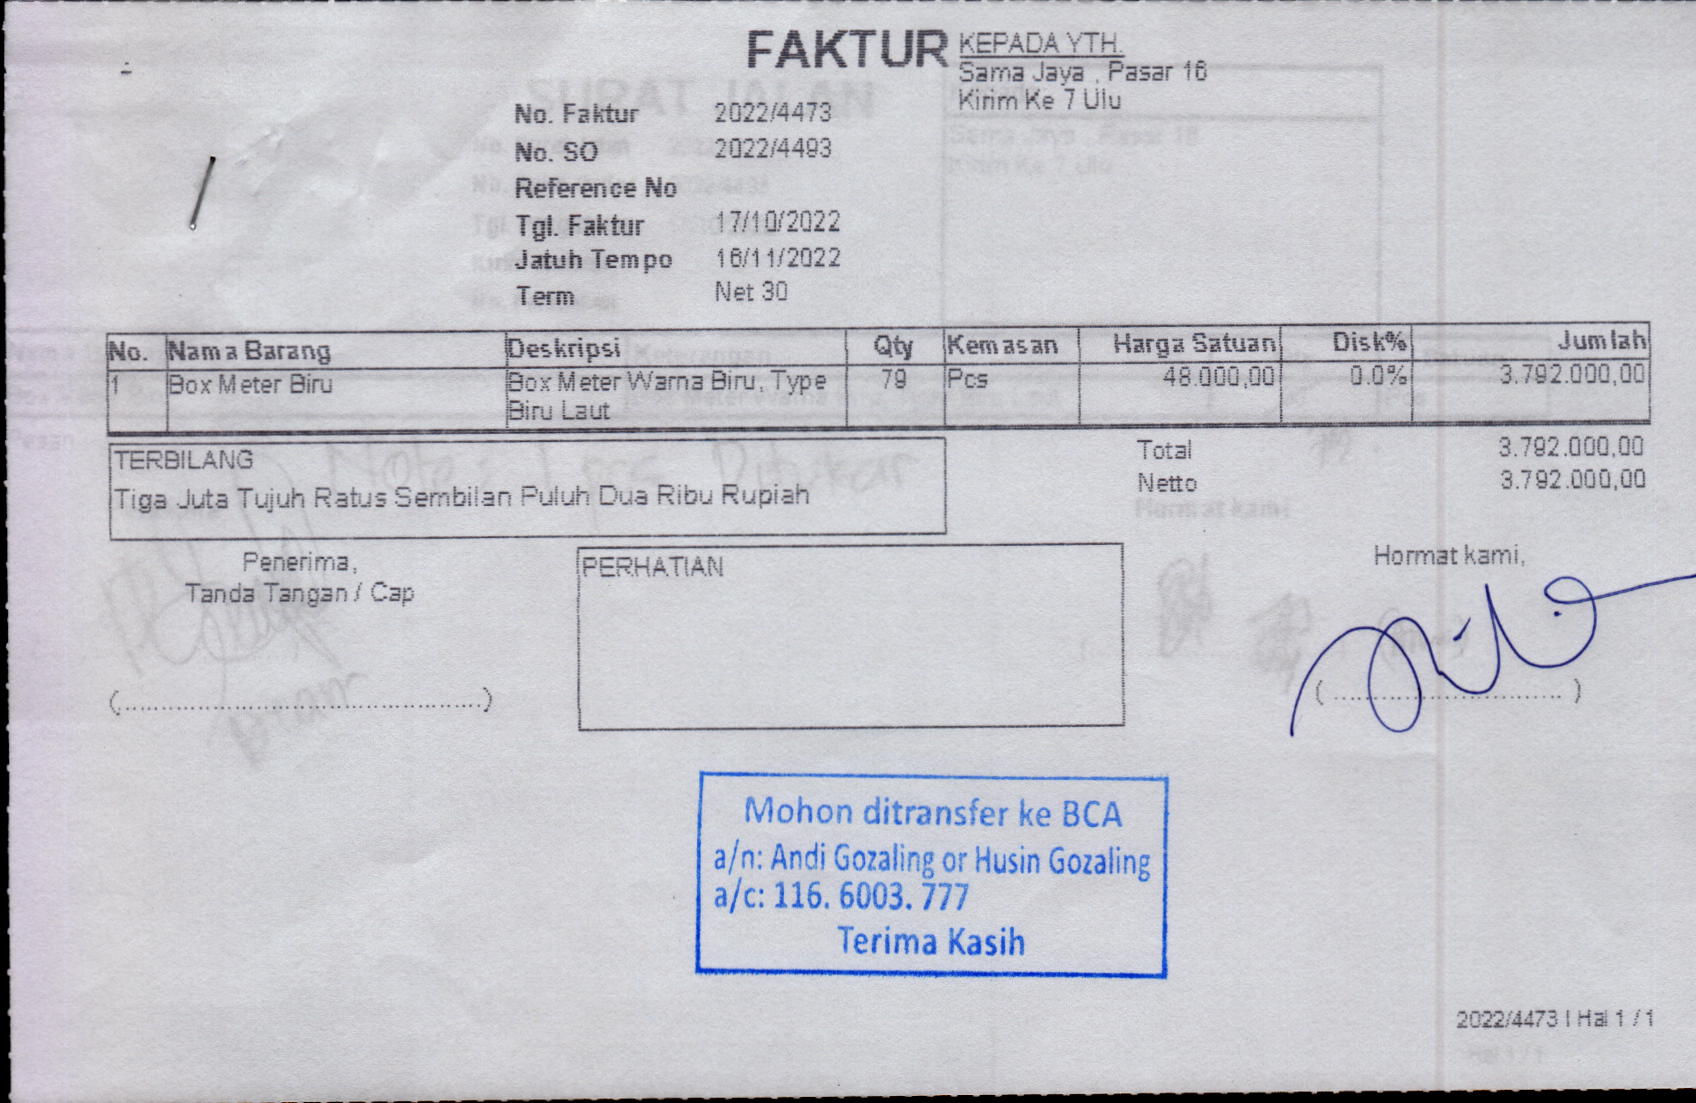 FAKTUR
KEPADA YTH.
Sama Jaya , Pasar 16
Kirim Ke 7 Ulu
No. Faktur 2022/4473
No. SO 2022/4493
Reference No
Tgl. Faktur 17/10/2022
Jatuh Tempo 16/11/2022
Term Net 30
No. Nama Barang Deskripsi Qty Kemasan Harga Satuan Disk% Jumlah
1 Box Meter Biru Box Meter Warna Biru, Type 79 Pcs 48.000,00 0.0% 3.792.000,00
Biru Laut
TERBILANG
Tiga Juta Tujuh Ratus Sembilan Puluh Dua Ribu Rupiah
Total 3.792.000,00
Netto 3.792.000,00
Penerima,
Tanda Tangan / Cap
(..............................................)
PERHATIAN
Hormat kami,
( ............................. )
Mohon ditransfer ke BCA
a/n: Andi Gozaling or Husin Gozaling
a/c: 116. 6003. 777
Terima Kasih
2022/4473 | Hal 1 / 1